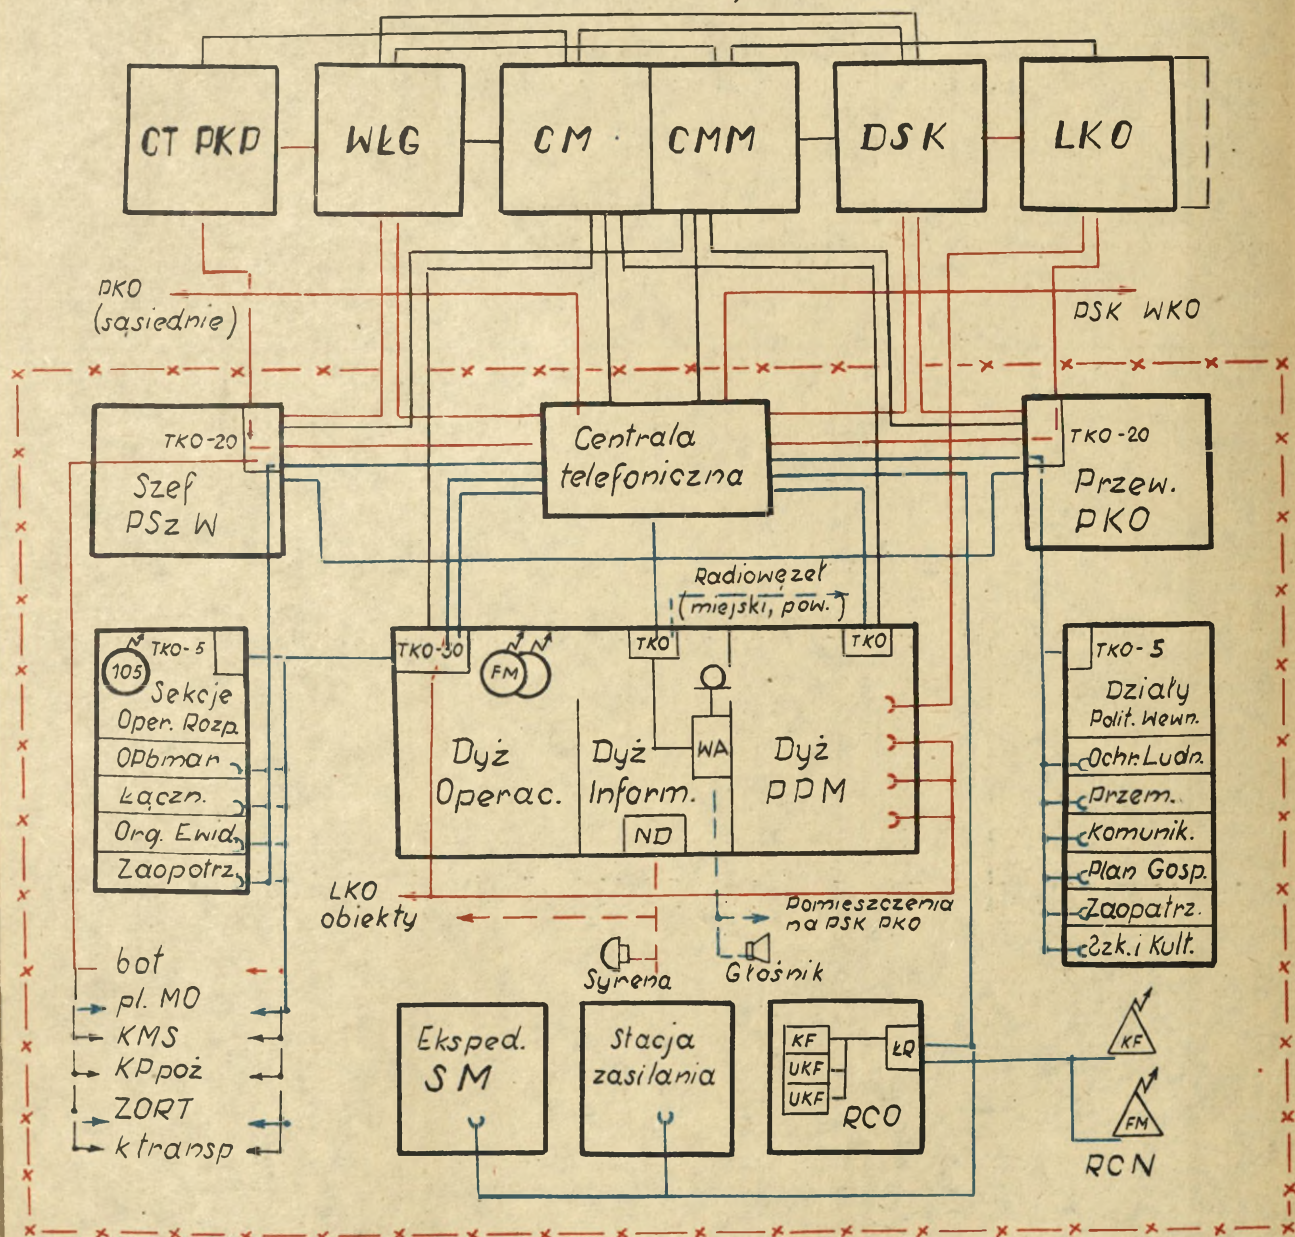 CT PKP
WŁG
CM
CMM
DSK
LKO
PKO
(sąsiednie)
PSK WKO
TKO-20
Szef
PSz W
Centrala
telefoniczna
TKO-20
Przew.
PKO
Radiowęzeł
(miejski, pow.)
105
TKO-5
Sekcje
Oper. Rozp.
OPbmar
Łączn.
Org. Ewid.
Zaopotrz.
TKO-30
FM
TKO
TKO
Dyż
Operac.
Dyż
Inform.
WA
Dyż
PPM
ND
TKO-5
Działy
Polit. Wewn.
Ochr. Ludn.
Przem.
Komunik.
Plan Gosp.
Zaopatrz.
Szk. i Kult.
LKO
obiekty
Pomieszczenia
na PSK PKO
Syrena
Głośnik
bot
pl. MO
KMS
KPpoż
ZORT
k transp
Eksped.
SM
Stacja
zasilania
KF
UKF
UKF
ŁQ
RCO
KF
FM
RCN